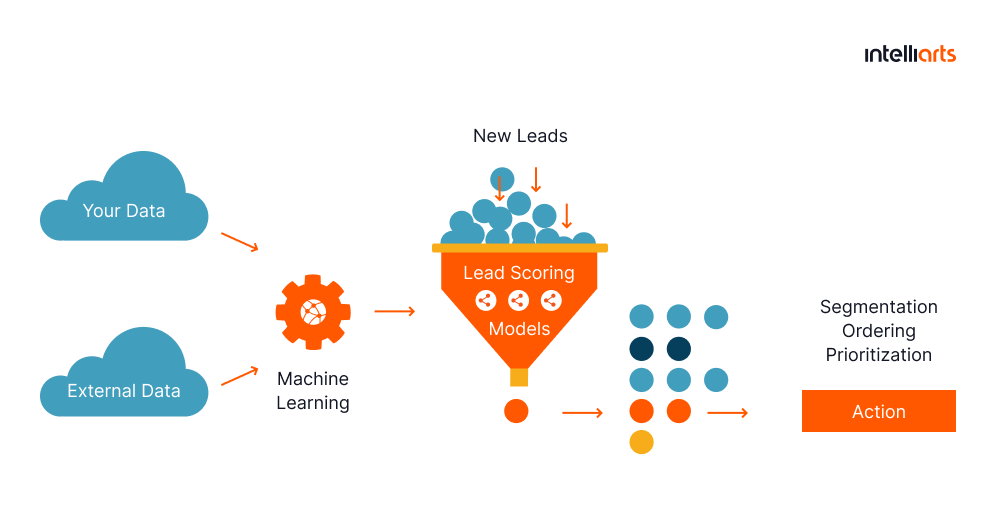 intelliarts
New Leads
Your Data
Lead Scoring
Models
External Data
Machine
Learning
Segmentation
Ordering
Prioritization
Action